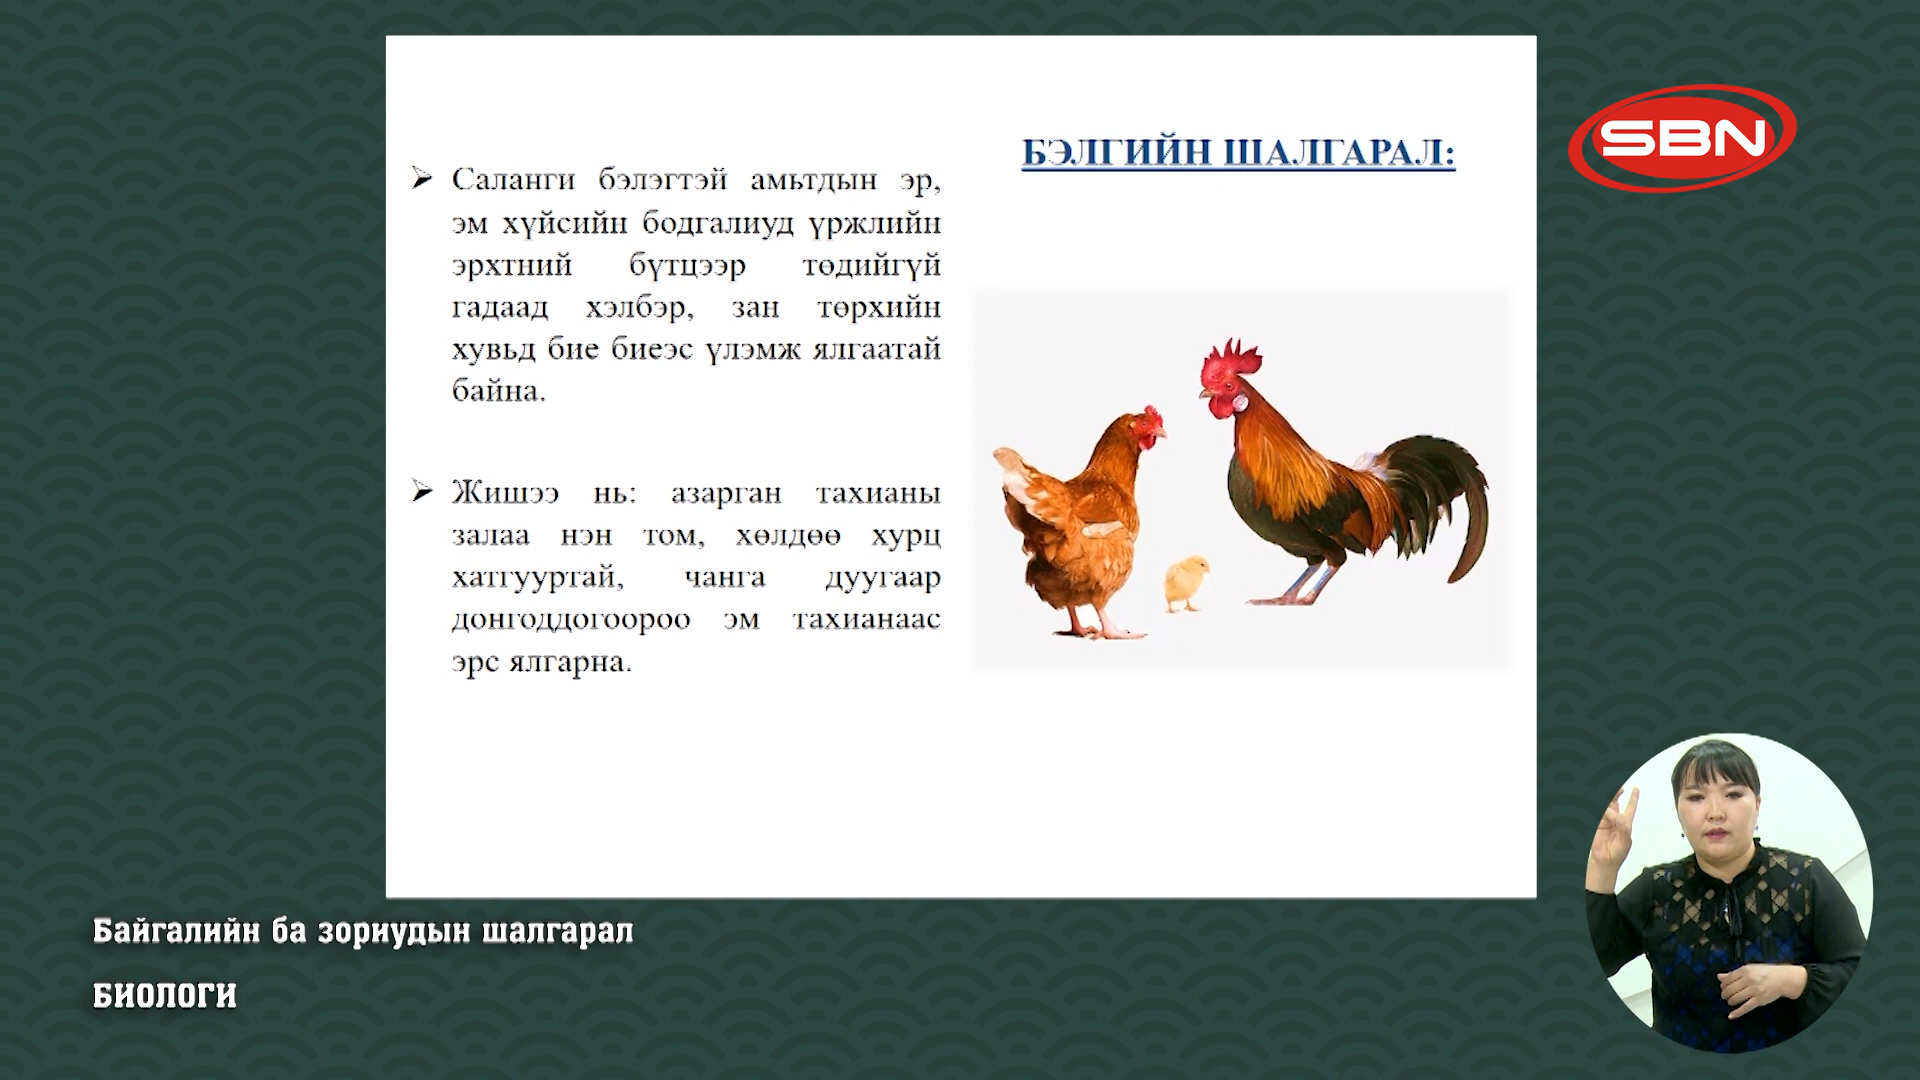 БЭЛГИЙН ШАЛГАРАЛ:
Саланги бэлэгтэй амьтдын эр,
эм хүйсийн бодгалиуд үржлийн
эрхтний бүтцээр төдийгүй
гадаад хэлбэр, зан төрхийн
хувьд бие биеэс үлэмж ялгаатай
байна.
Жишээ нь: азарган тахианы
залаа нэн том, хөлдөө хурц
хатгууртай, чанга дуугаар
донгоддогоороо эм тахианаас
эрс ялгарна.
SBN
Байгалийн ба зориудын шалгарал
БИОЛОГИ